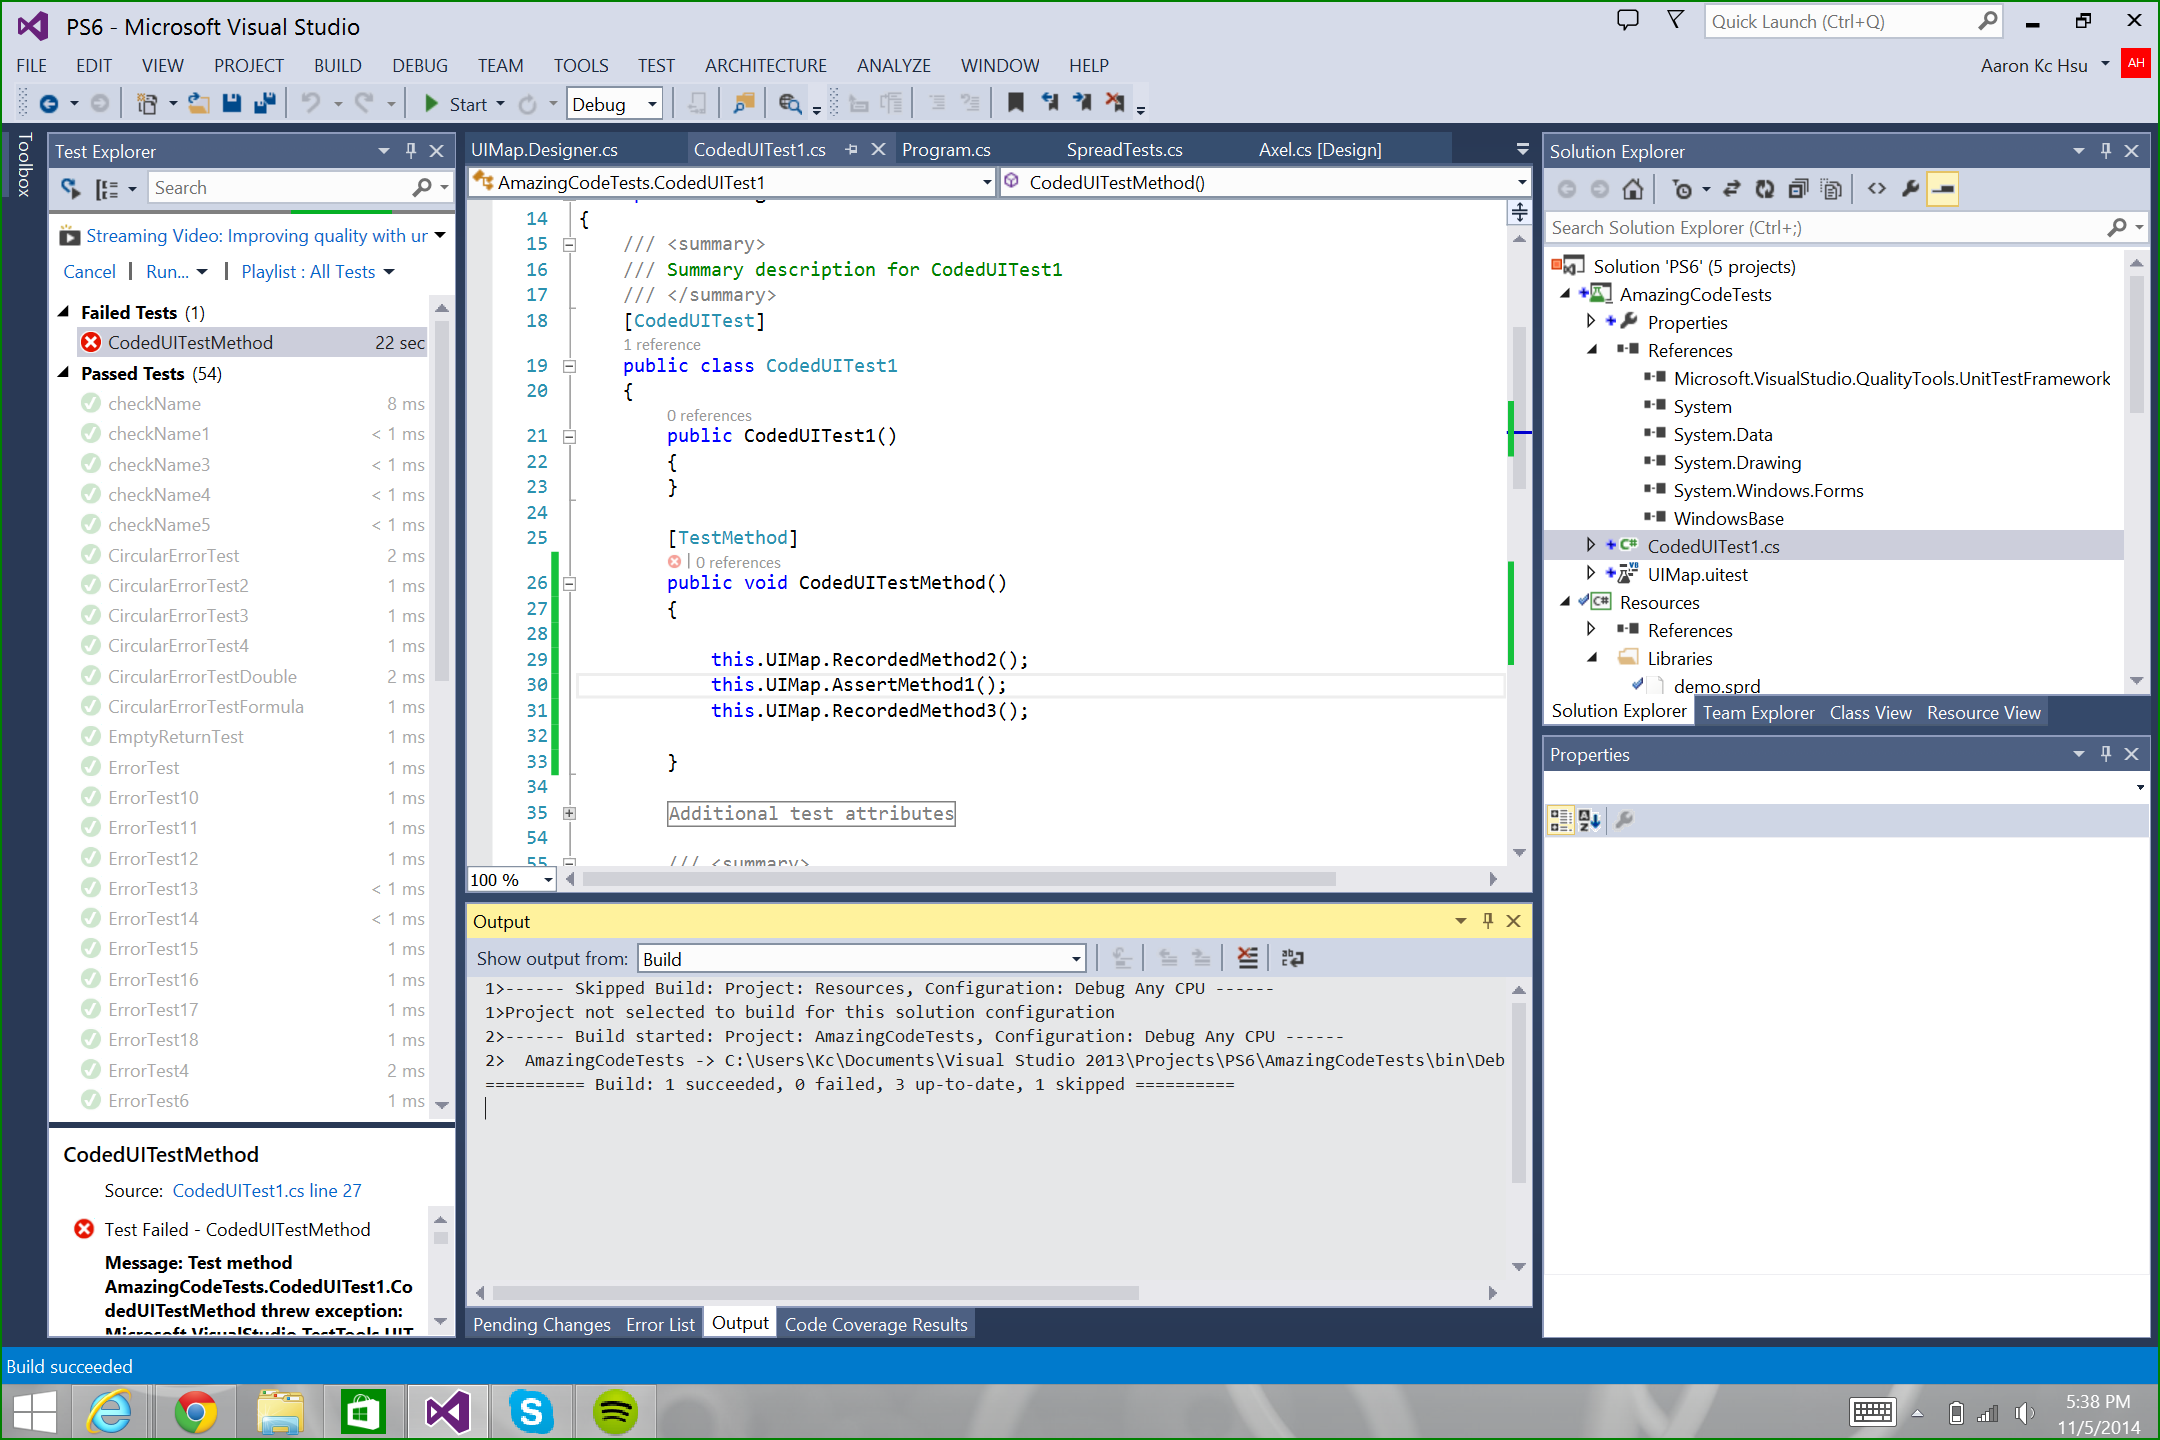 PS6 - Microsoft Visual Studio
Quick Launch (Ctrl+Q)
FILE EDIT VIEW PROJECT BUILD DEBUG TEAM TOOLS TEST ARCHITECTURE ANALYZE WINDOW HELP
Aaron Kc Hsu AH
Start Debug
Toolbox
Test Explorer
Search
Streaming Video: Improving quality with ur
Cancel | Run... | Playlist : All Tests
Failed Tests (1)
CodedUITestMethod 22 sec
Passed Tests (54)
checkName 8 ms
checkName1 < 1 ms
checkName3 < 1 ms
checkName4 < 1 ms
checkName5 < 1 ms
CircularErrorTest 2 ms
CircularErrorTest2 1 ms
CircularErrorTest3 1 ms
CircularErrorTest4 1 ms
CircularErrorTestDouble 2 ms
CircularErrorTestFormula 1 ms
EmptyReturnTest 1 ms
ErrorTest 1 ms
ErrorTest10 1 ms
ErrorTest11 1 ms
ErrorTest12 1 ms
ErrorTest13 < 1 ms
ErrorTest14 < 1 ms
ErrorTest15 1 ms
ErrorTest16 1 ms
ErrorTest17 1 ms
ErrorTest18 1 ms
ErrorTest4 2 ms
ErrorTest6 1 ms
CodedUITestMethod
Source: CodedUITest1.cs line 27
Test Failed - CodedUITestMethod
Message: Test method
AmazingCodeTests.CodedUITest1.Co
dedUITestMethod threw exception:
Microsoft.VisualStudio.TestTools.UIT
UIMap.Designer.cs CodedUITest1.cs Program.cs SpreadTests.cs Axel.cs [Design]
AmazingCodeTests.CodedUITest1 CodedUITestMethod()
14 {
15 /// <summary>
16 /// Summary description for CodedUITest1
17 /// </summary>
18 [CodedUITest]
1 reference
19 public class CodedUITest1
20 {
0 references
21 public CodedUITest1()
22 {
23 }
24
25 [TestMethod]
| 0 references
26 public void CodedUITestMethod()
27 {
28
29 this.UIMap.RecordedMethod2();
30 this.UIMap.AssertMethod1();
31 this.UIMap.RecordedMethod3();
32
33 }
34
35 Additional test attributes
54
55 /// <summary>
100 %
Output
Show output from: Build
1>------ Skipped Build: Project: Resources, Configuration: Debug Any CPU ------
1>Project not selected to build for this solution configuration
2>------ Build started: Project: AmazingCodeTests, Configuration: Debug Any CPU ------
2>  AmazingCodeTests -> C:\Users\Kc\Documents\Visual Studio 2013\Projects\PS6\AmazingCodeTests\bin\Deb
========== Build: 1 succeeded, 0 failed, 3 up-to-date, 1 skipped ==========
Pending Changes Error List Output Code Coverage Results
Solution Explorer
Search Solution Explorer (Ctrl+;)
Solution 'PS6' (5 projects)
AmazingCodeTests
Properties
References
Microsoft.VisualStudio.QualityTools.UnitTestFramework
System
System.Data
System.Drawing
System.Windows.Forms
WindowsBase
CodedUITest1.cs
UIMap.uitest
Resources
References
Libraries
demo.sprd
Solution Explorer Team Explorer Class View Resource View
Properties
Build succeeded
5:38 PM
11/5/2014